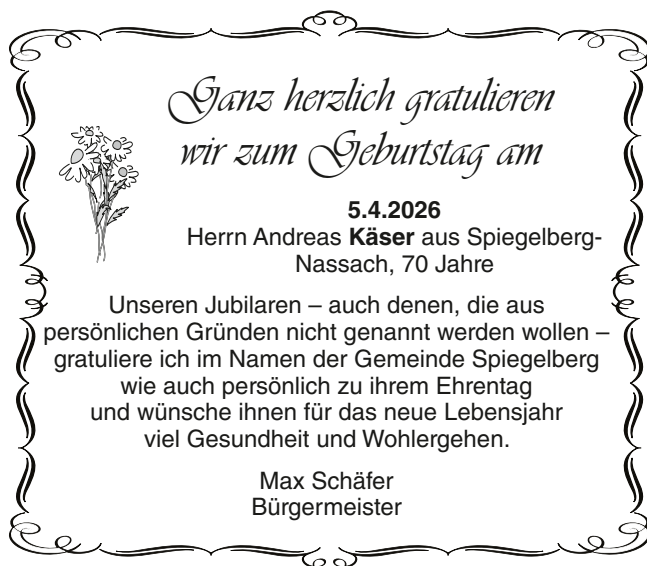 Ganz herzlich gratulieren
wir zum Geburtstag am
5.4.2026
Herrn Andreas Käser aus Spiegelberg-
Nassach, 70 Jahre
Unseren Jubilaren – auch denen, die aus
persönlichen Gründen nicht genannt werden wollen –
gratuliere ich im Namen der Gemeinde Spiegelberg
wie auch persönlich zu ihrem Ehrentag
und wünsche ihnen für das neue Lebensjahr
viel Gesundheit und Wohlergehen.
Max Schäfer
Bürgermeister